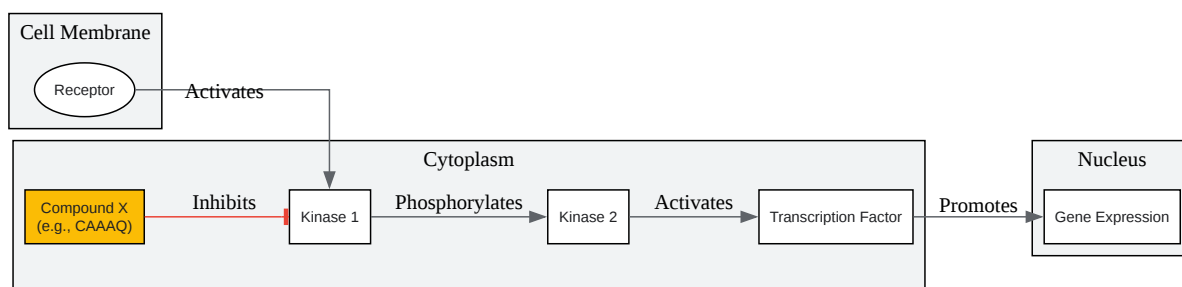 Cell Membrane
Receptor
Activates
Cytoplasm
Nucleus
Compound X
(e.g., CAAAQ)
Inhibits
Kinase 1
Phosphorylates
Kinase 2
Activates
Transcription Factor
Promotes
Gene Expression